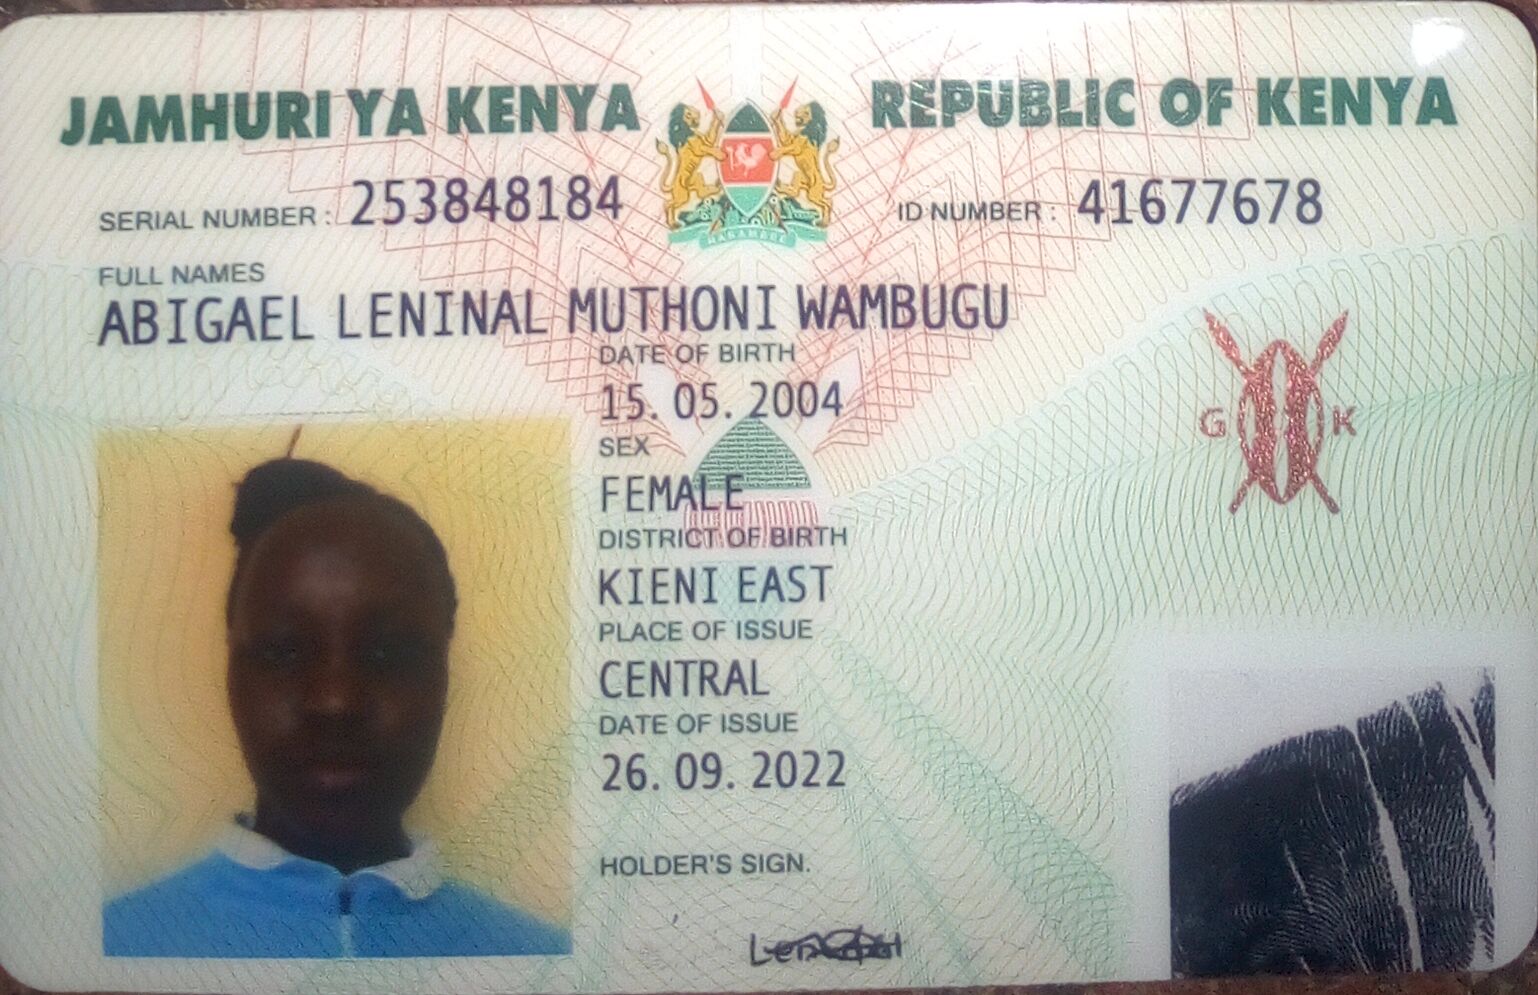 JAMHURI YA KENYA REPUBLIC OF KENYA
SERIAL NUMBER : 253848184 ID NUMBER : 41677678
HARAMBEE
FULL NAMES
ABIGAEL LENINAL MUTHONI WAMBUGU
DATE OF BIRTH
15. 05. 2004
SEX
FEMALE
G K
DISTRICT OF BIRTH
KIENI EAST
PLACE OF ISSUE
CENTRAL
DATE OF ISSUE
26. 09. 2022
HOLDER'S SIGN.